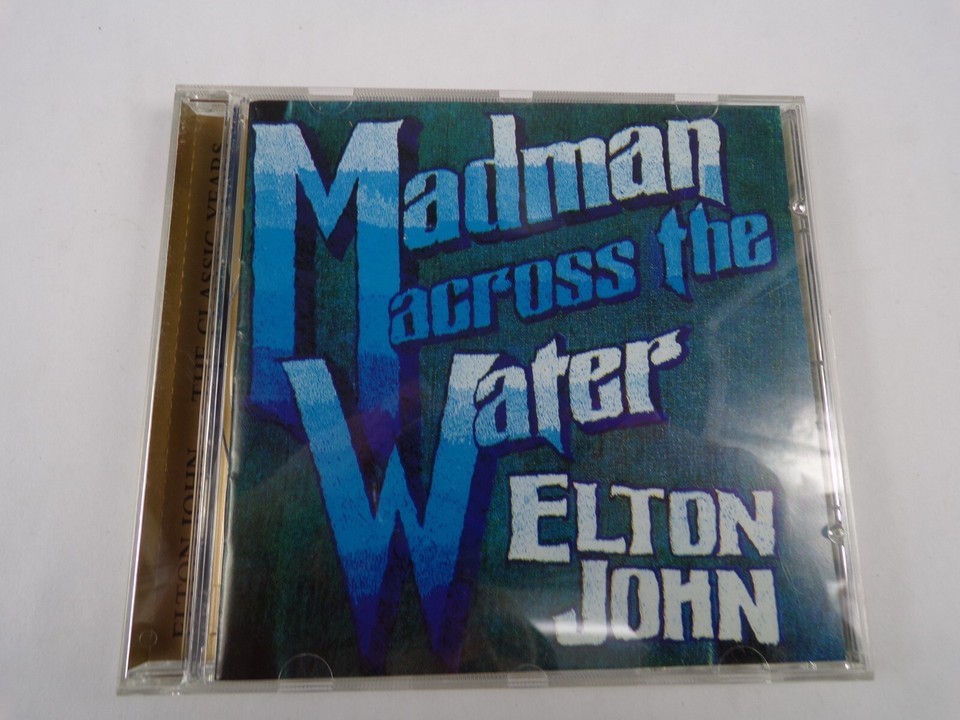 Madman
across the
Water
ELTON
JOHN
ELTON JOHN THE CLASSIC YEARS